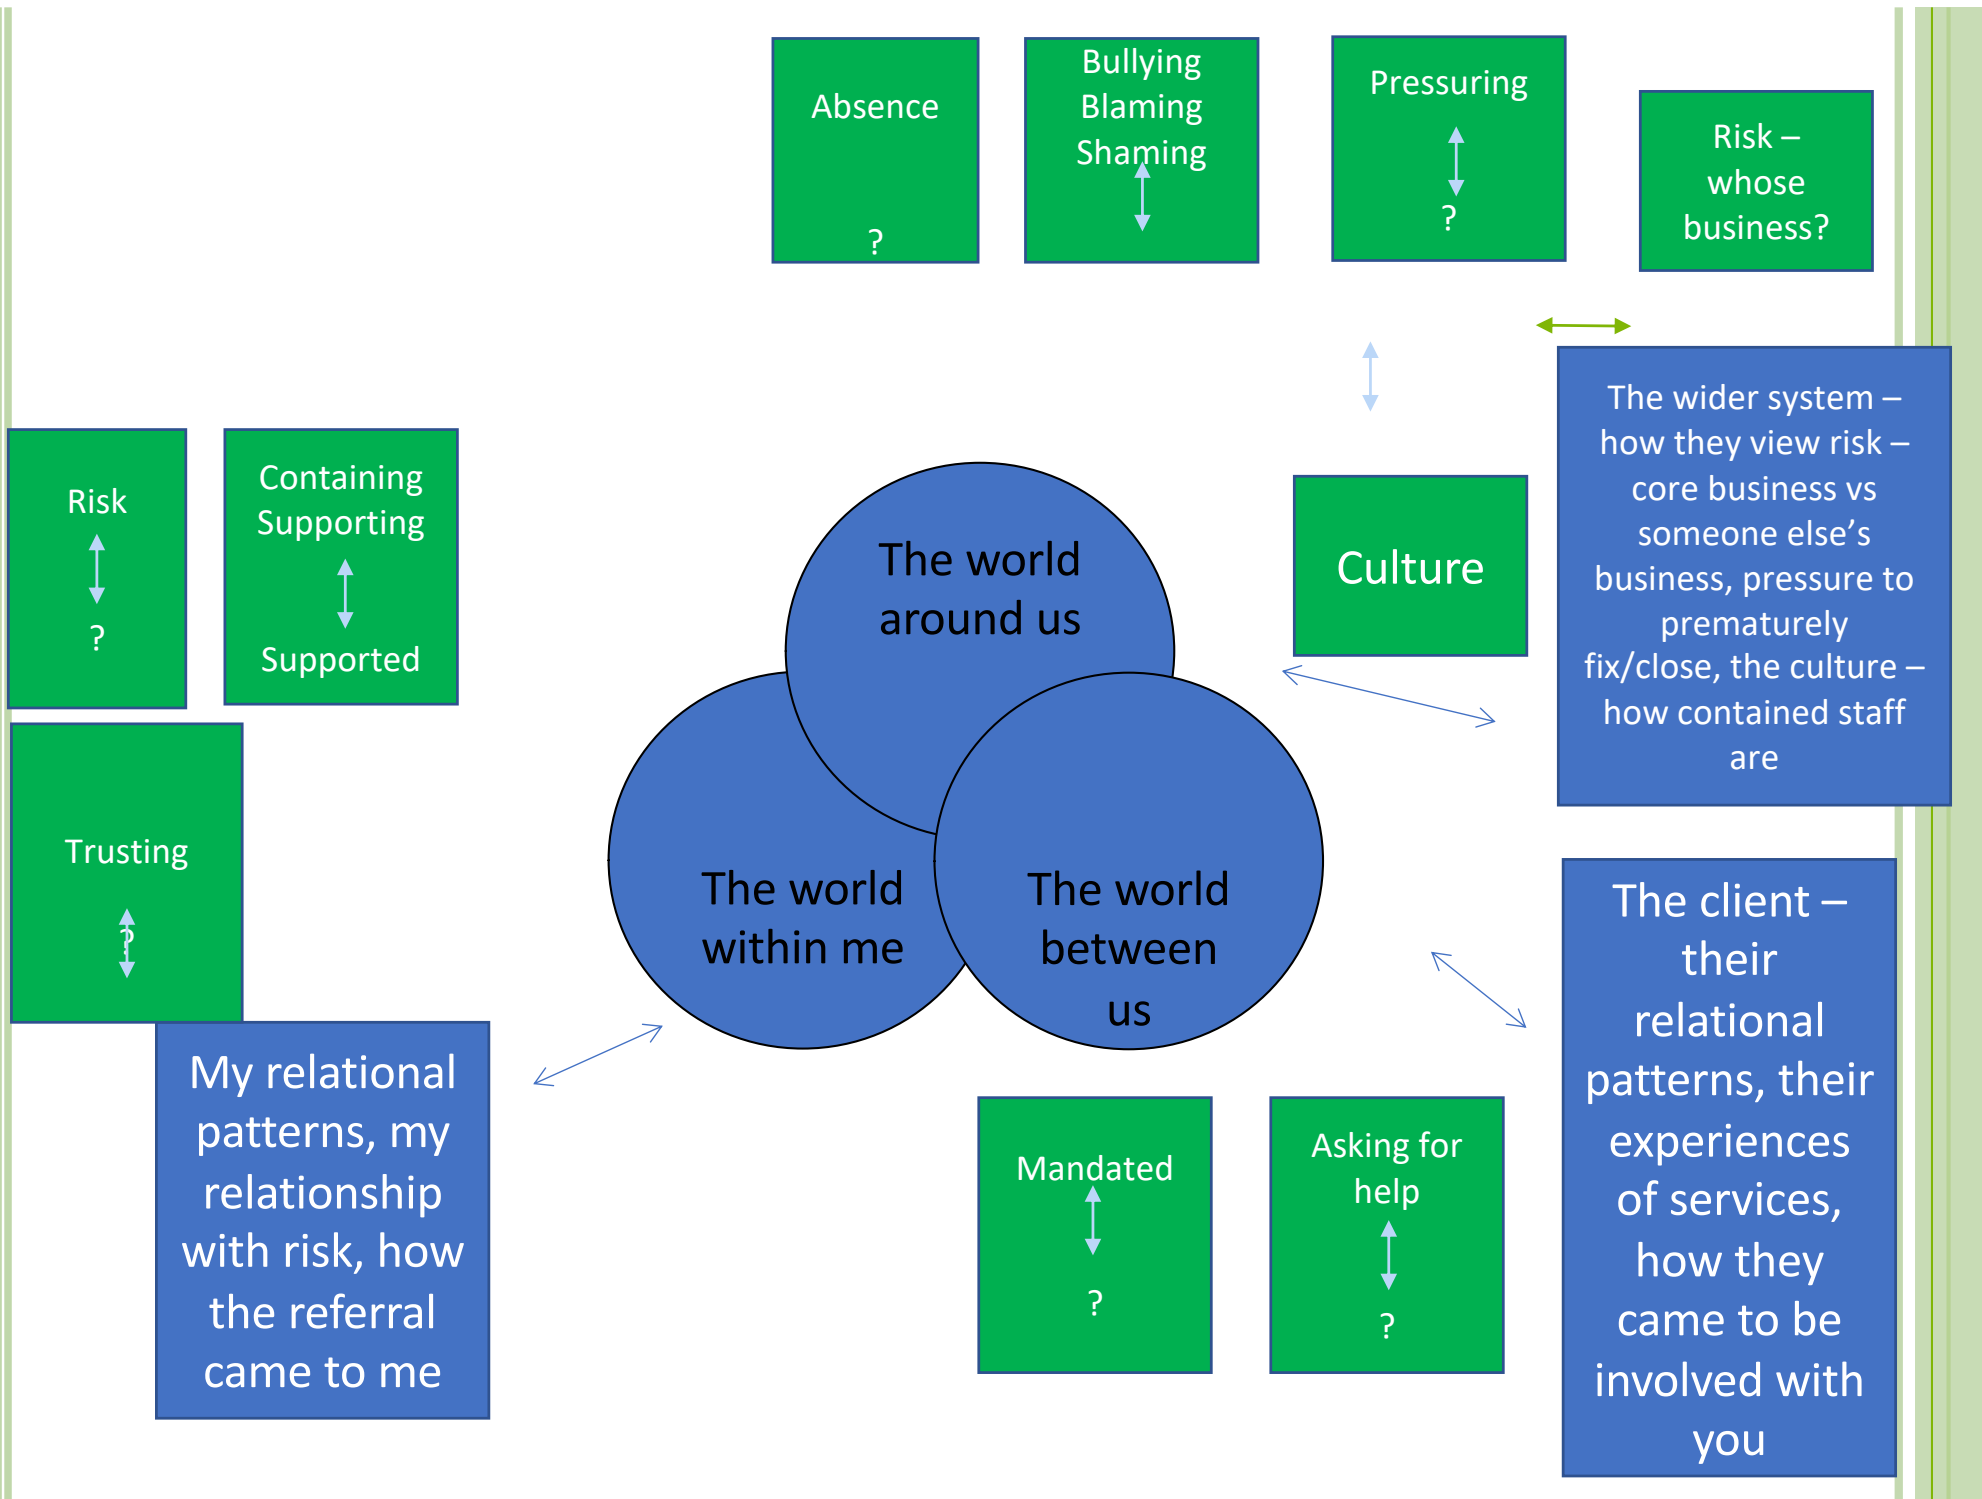 Absence
?
Bullying
Blaming
Shaming
Pressuring
?
Risk –
whose
business?
The wider system –
how they view risk –
core business vs
someone else’s
business, pressure to
prematurely
fix/close, the culture –
how contained staff
are
Risk
?
Containing
Supporting
Supported
Culture
The world
around us
Trusting
?
The world
within me
The world
between
us
The client –
their
relational
patterns, their
experiences
of services,
how they
came to be
involved with
you
My relational
patterns, my
relationship
with risk, how
the referral
came to me
Mandated
?
Asking for
help
?